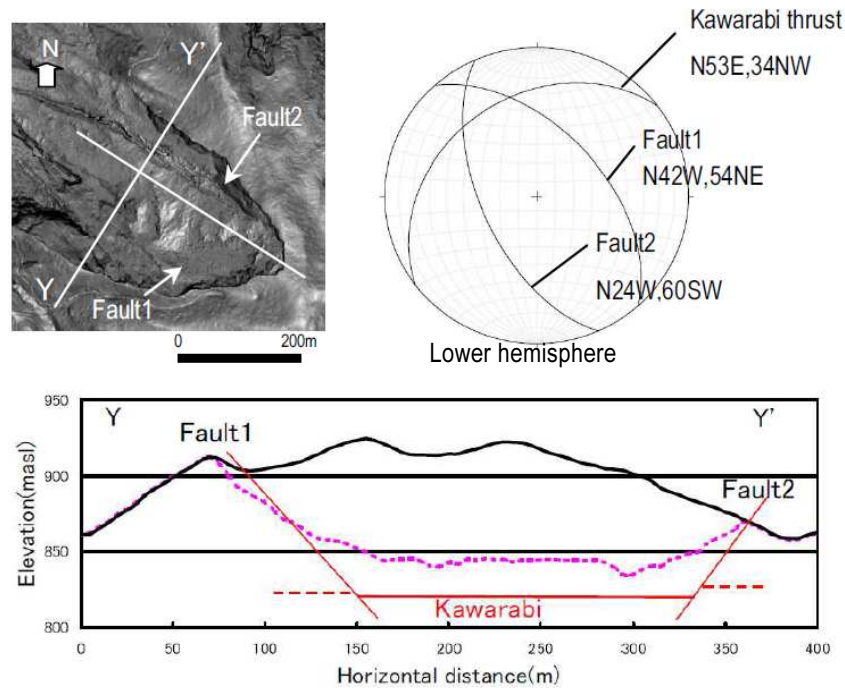 N
Y'
Fault2
Y
Fault1
0
200m
Kawarabi thrust
N53E,34NW
Fault1
N42W,54NE
Fault2
N24W,60SW
Lower hemisphere
950
900
850
800
Elevation(masl)
Y
Y'
Fault1
Fault2
Kawarabi
0 50 100 150 200 250 300 350 400
Horizontal distance(m)